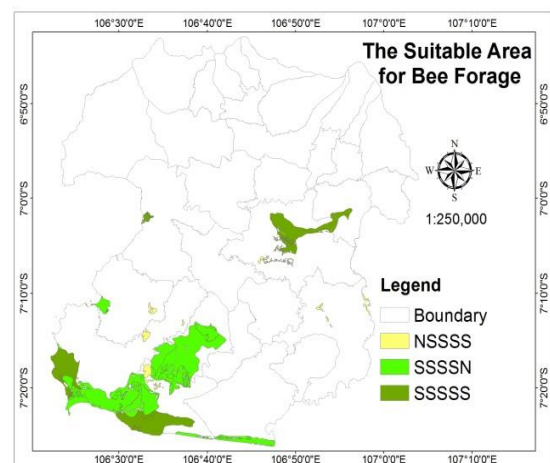 106°30'0"E 106°40'0"E 106°50'0"E 107°0'0"E 107°10'0"E
The Suitable Area
for Bee Forage
6°50'0"S 6°50'0"S
N
W E
S
7°0'0"S 7°0'0"S
1:250,000
7°10'0"S 7°10'0"S
Legend
Boundary
NSSSS
SSSSN
SSSSS
7°20'0"S 7°20'0"S
106°30'0"E 106°40'0"E 106°50'0"E 107°0'0"E 107°10'0"E